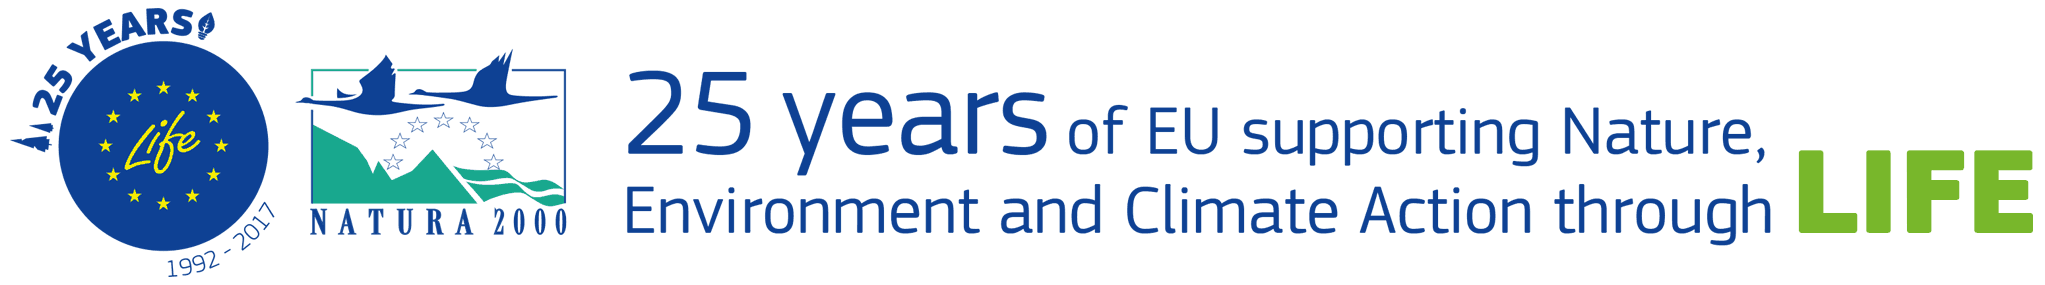 25 YEARS
Life
1992 - 2017
NATURA 2000
25 years of EU supporting Nature,
Environment and Climate Action through LIFE